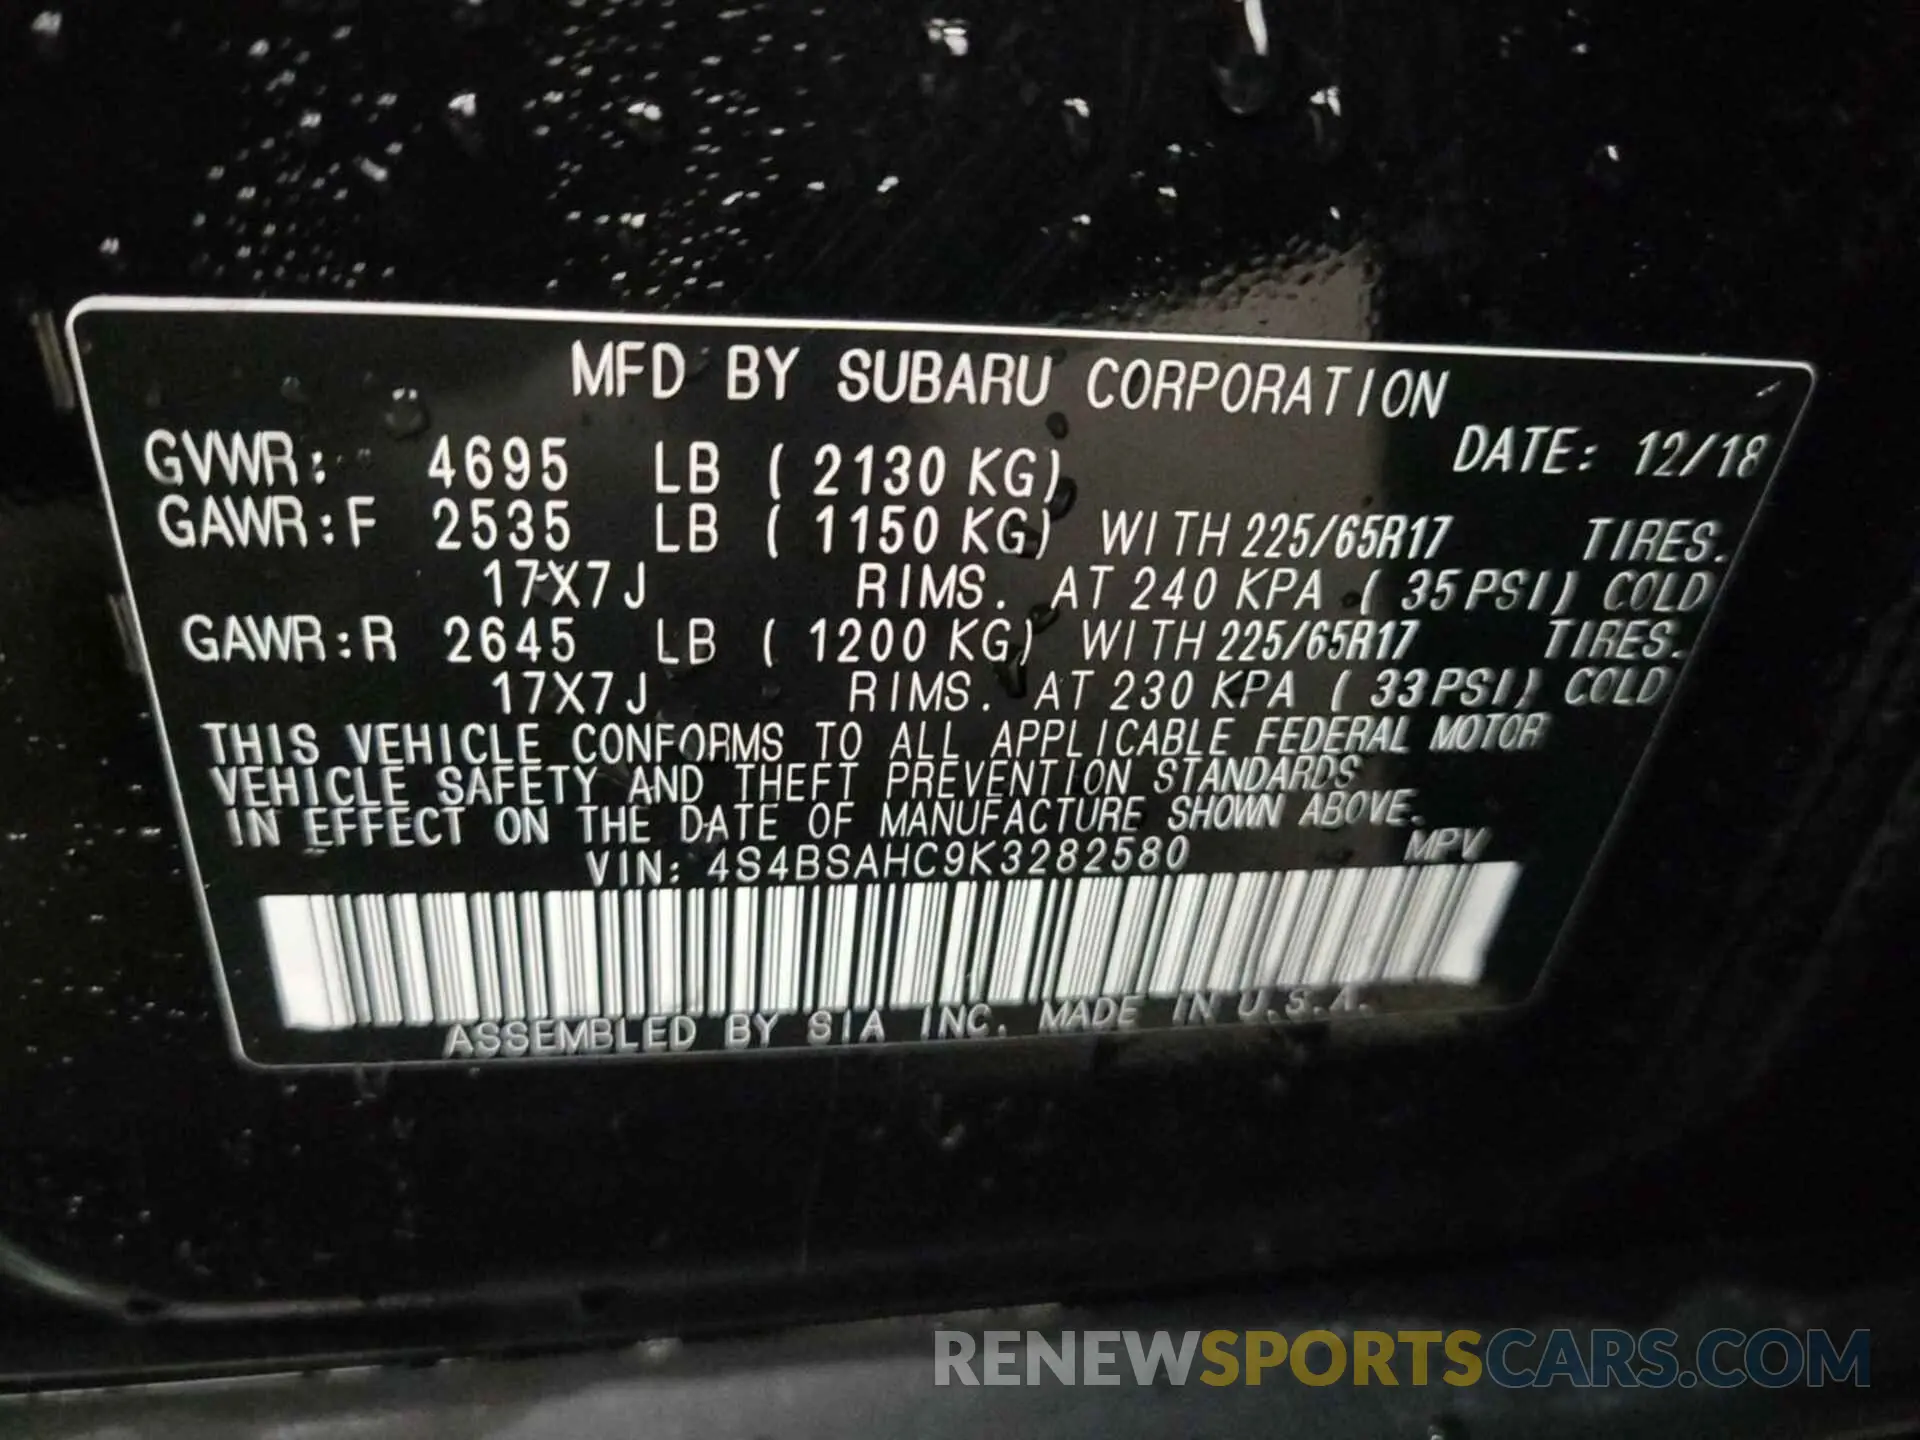 MFD BY SUBARU CORPORATION
GVWR: 4695 LB ( 2130 KG) DATE: 12/18
GAWR:F 2535 LB ( 1150 KG) WITH 225/65R17 TIRES.
17X7J RIMS. AT 240 KPA ( 35 PSI) COLD
GAWR:R 2645 LB ( 1200 KG) WITH 225/65R17 TIRES.
17X7J RIMS. AT 230 KPA ( 33 PSI) COLD
THIS VEHICLE CONFORMS TO ALL APPLICABLE FEDERAL MOTOR
VEHICLE SAFETY AND THEFT PREVENTION STANDARDS
IN EFFECT ON THE DATE OF MANUFACTURE SHOWN ABOVE.
VIN: 4S4BSAHC9K3282580 MPV
ASSEMBLED BY SIA INC. MADE IN U.S.A.
RENEWSPORTSCARS.COM